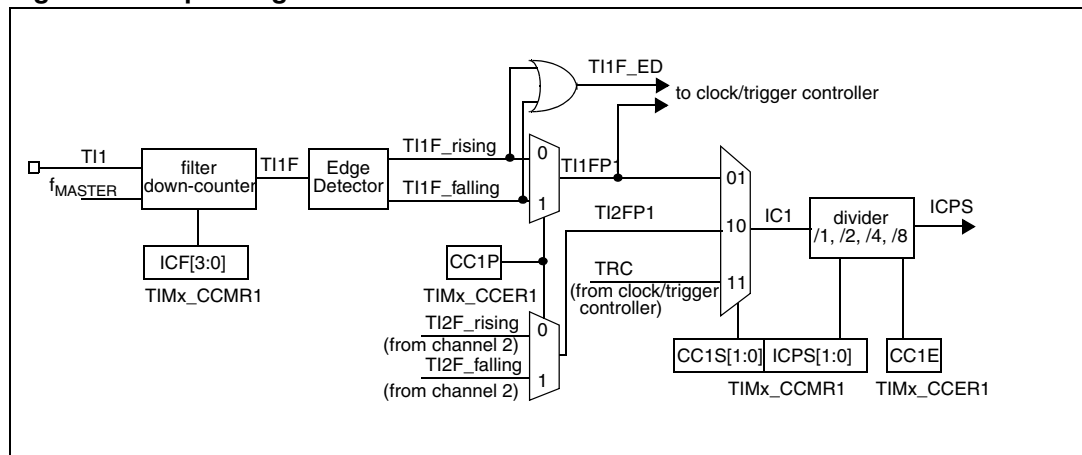 TI1F_ED
to clock/trigger controller
TI1
f_MASTER
filter
down-counter
TI1F
Edge
Detector
TI1F_rising
TI1F_falling
0
1
TI1FP1
TI2FP1
01
10
11
IC1
divider
/1, /2, /4, /8
ICPS
ICF[3:0]
TIMx_CCMR1
CC1P
TIMx_CCER1
TRC
(from clock/trigger
controller)
TI2F_rising
(from channel 2)
TI2F_falling
(from channel 2)
0
1
CC1S[1:0]
ICPS[1:0]
TIMx_CCMR1
CC1E
TIMx_CCER1